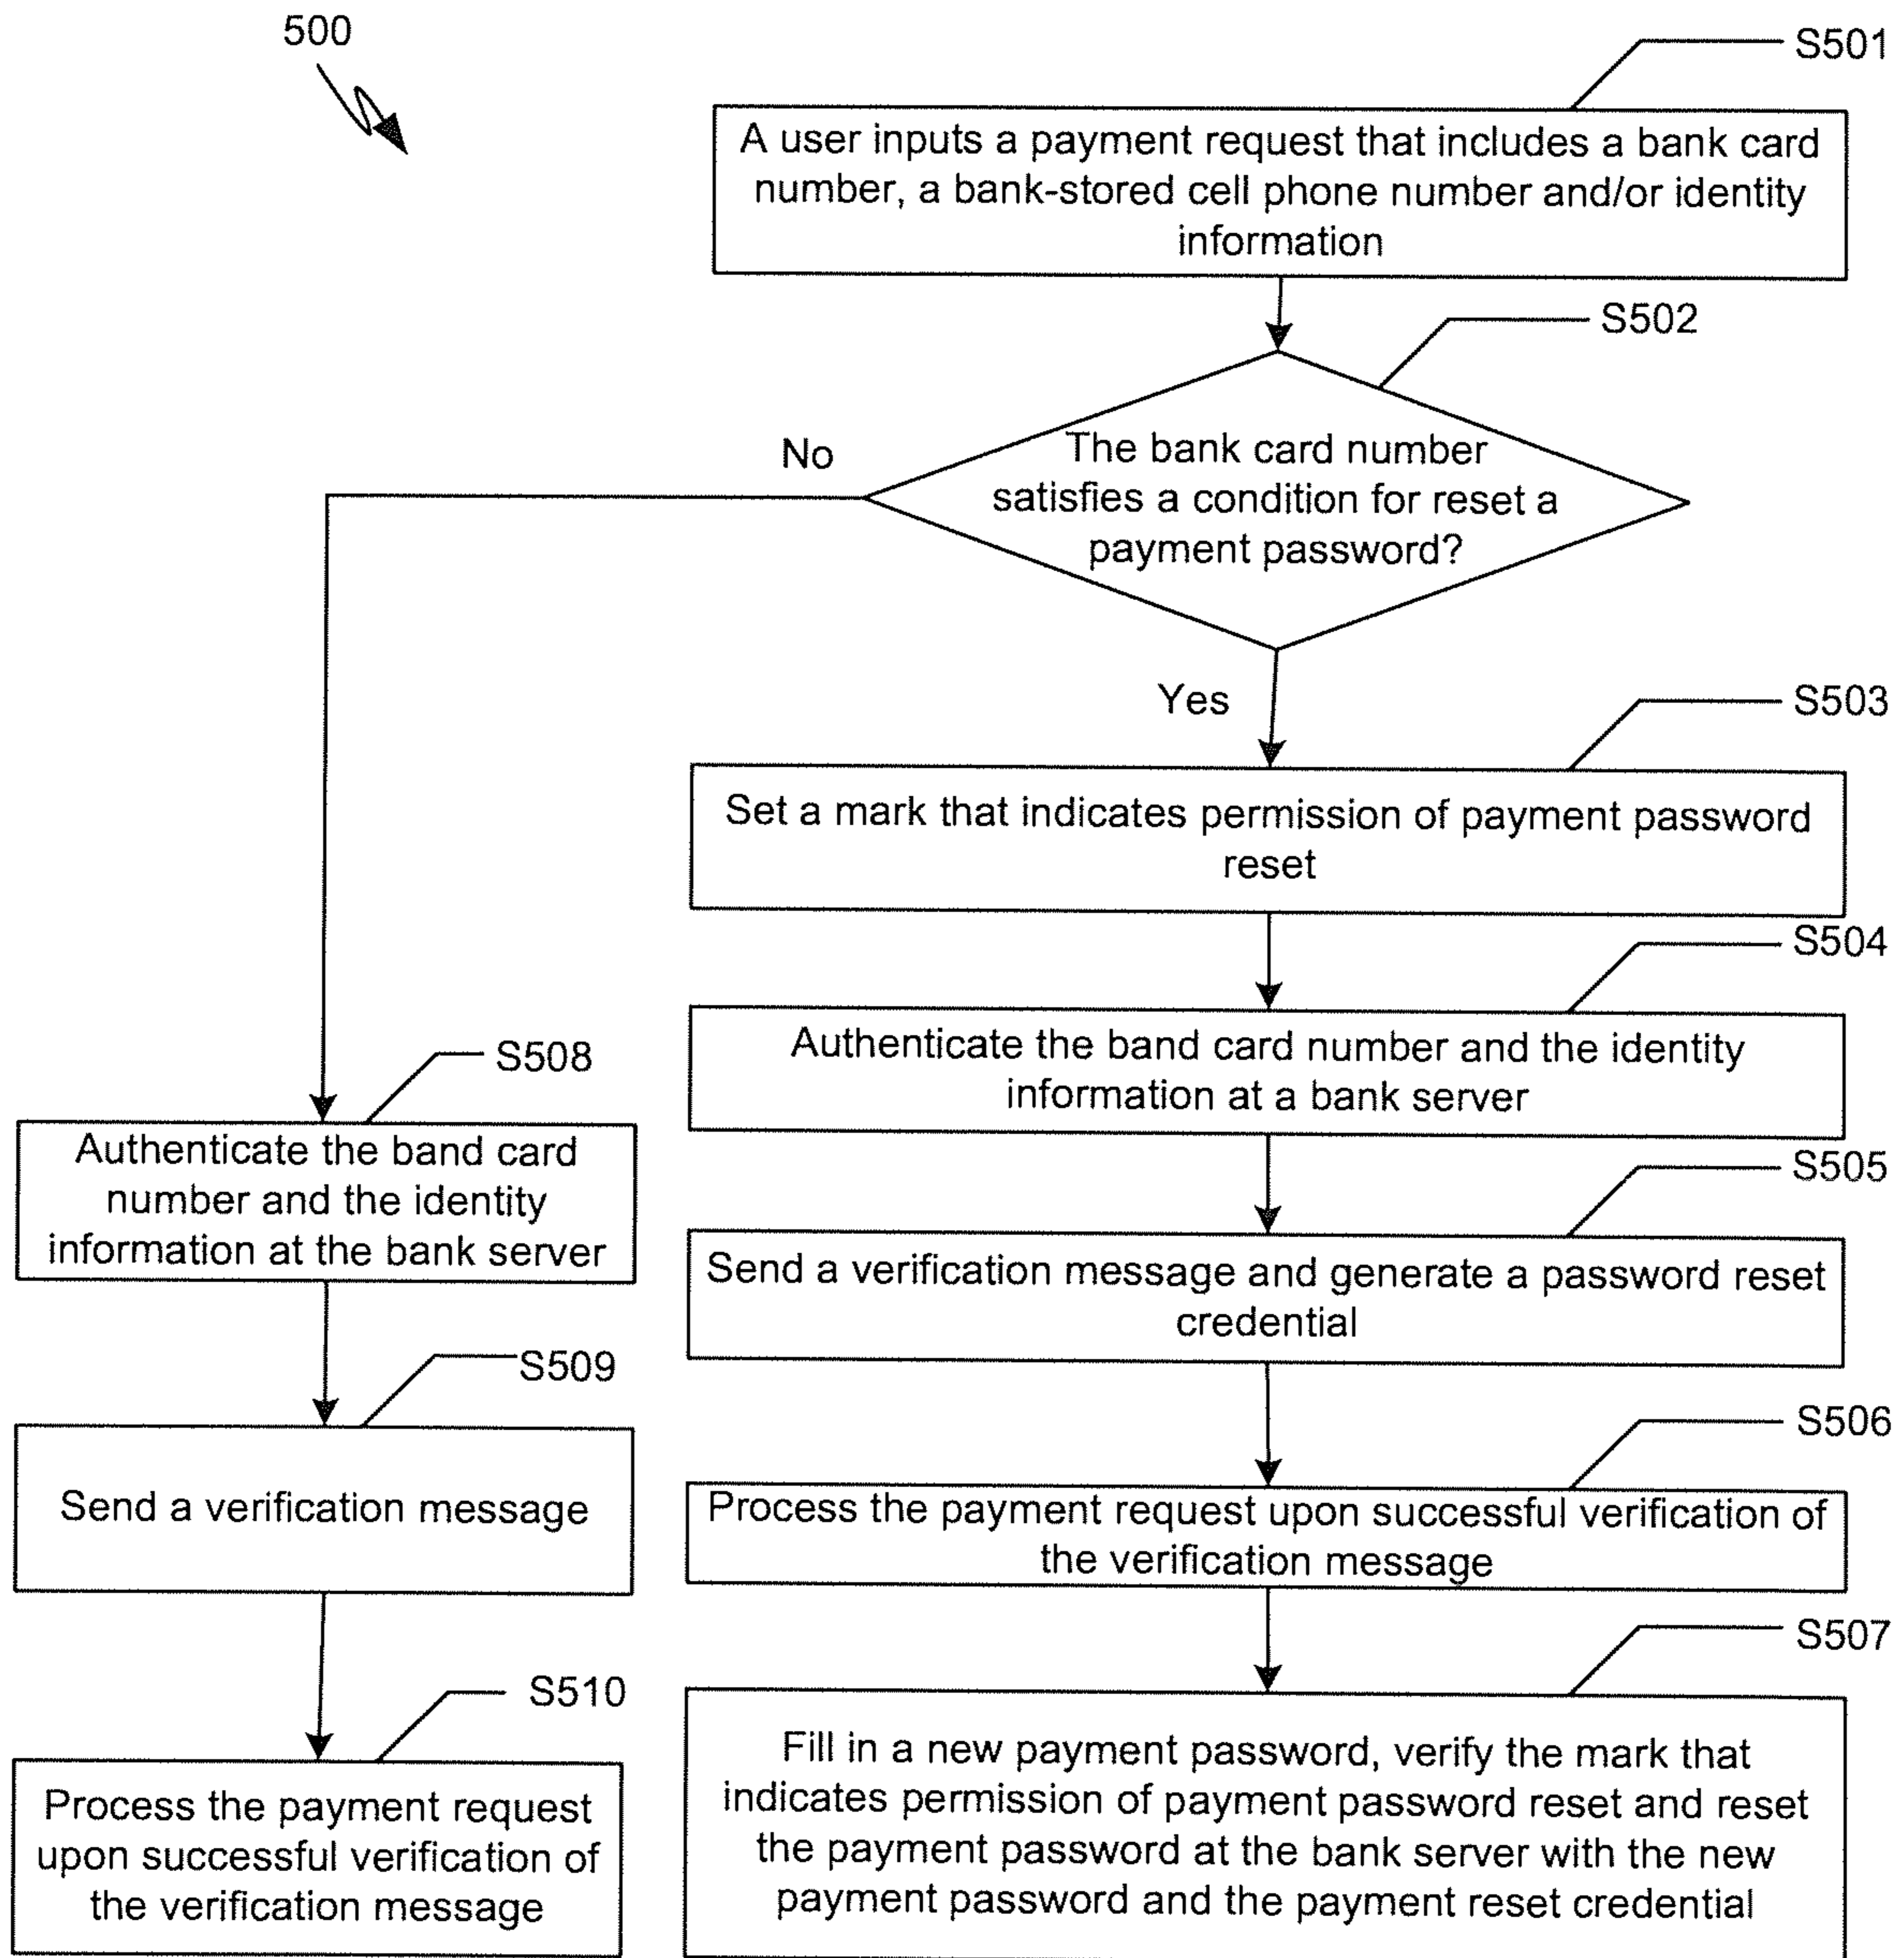 500
S501
A user inputs a payment request that includes a bank card
number, a bank-stored cell phone number and/or identity
information
S502
No
The bank card number
satisfies a condition for reset a
payment password?
Yes
S503
Set a mark that indicates permission of payment password
reset
S504
Authenticate the band card number and the identity
information at a bank server
S508
Authenticate the band card
number and the identity
information at the bank server
S505
Send a verification message and generate a password reset
credential
S509
Send a verification message
S506
Process the payment request upon successful verification of
the verification message
S507
Fill in a new payment password, verify the mark that
indicates permission of payment password reset and reset
the payment password at the bank server with the new
payment password and the payment reset credential
S510
Process the payment request
upon successful verification of
the verification message